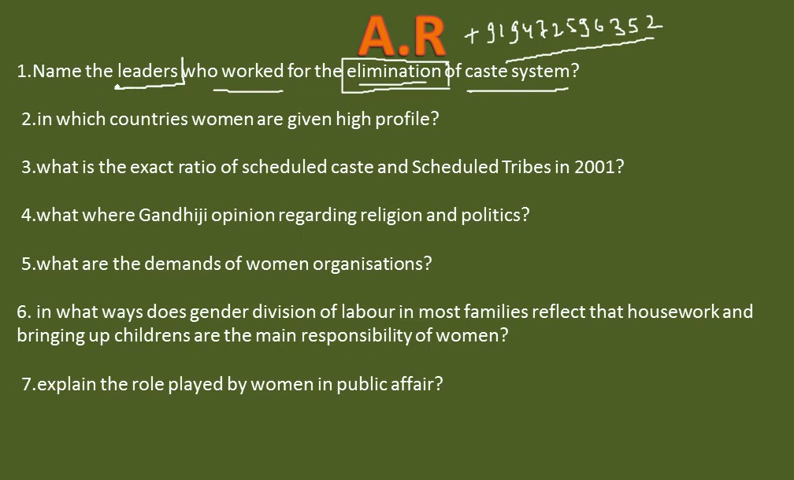 A.R +919472596352
1.Name the leaders who worked for the elimination of caste system?
2.in which countries women are given high profile?
3.what is the exact ratio of scheduled caste and Scheduled Tribes in 2001?
4.what where Gandhiji opinion regarding religion and politics?
5.what are the demands of women organisations?
6. in what ways does gender division of labour in most families reflect that housework and
bringing up childrens are the main responsibility of women?
7.explain the role played by women in public affair?